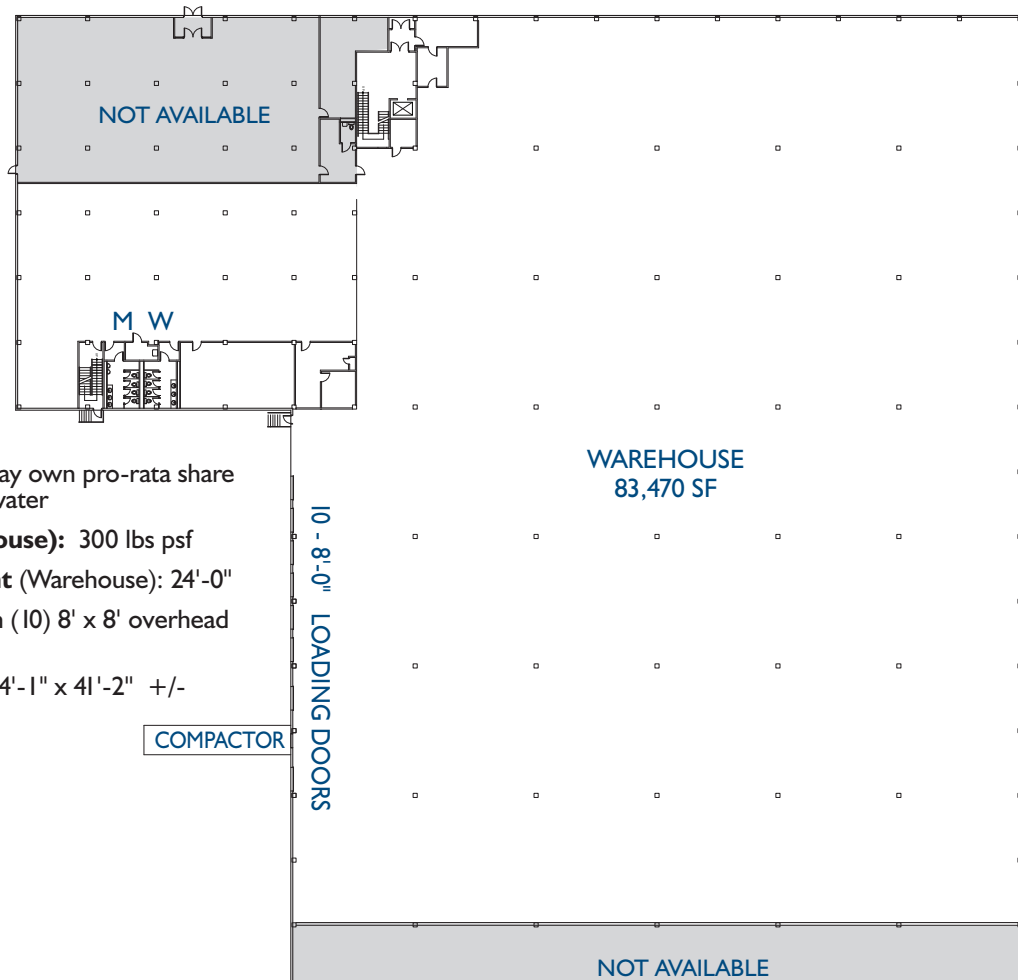 NOT AVAILABLE
M W
WAREHOUSE
83,470 SF
ay own pro-rata share
vater
ouse): 300 lbs psf
nt (Warehouse): 24'-0"
n (10) 8' x 8' overhead
4'-1" x 41'-2" +/-
10 - 8'-0" LOADING DOORS
COMPACTOR
NOT AVAILABLE